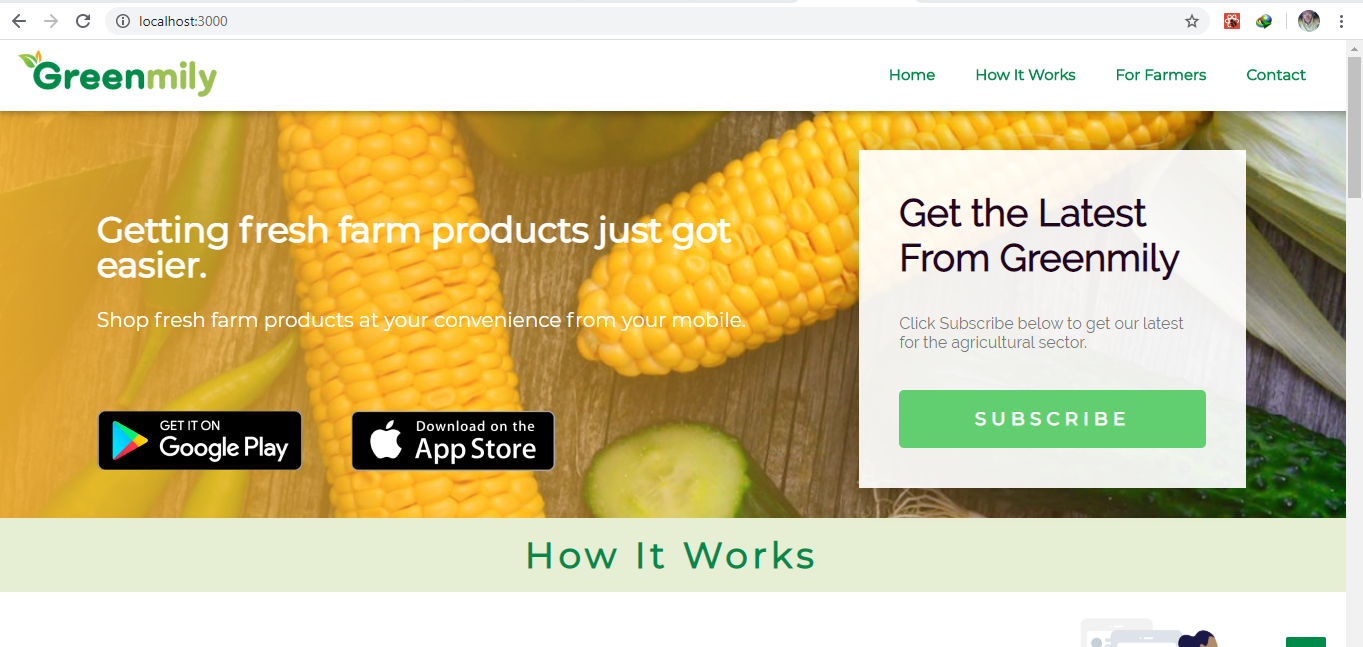 localhost:3000
Greenmily
Home How It Works For Farmers Contact
Getting fresh farm products just got
easier.
Shop fresh farm products at your convenience from your mobile.
GET IT ON
Google Play
Download on the
App Store
Get the Latest
From Greenmily
Click Subscribe below to get our latest
for the agricultural sector.
SUBSCRIBE
How It Works